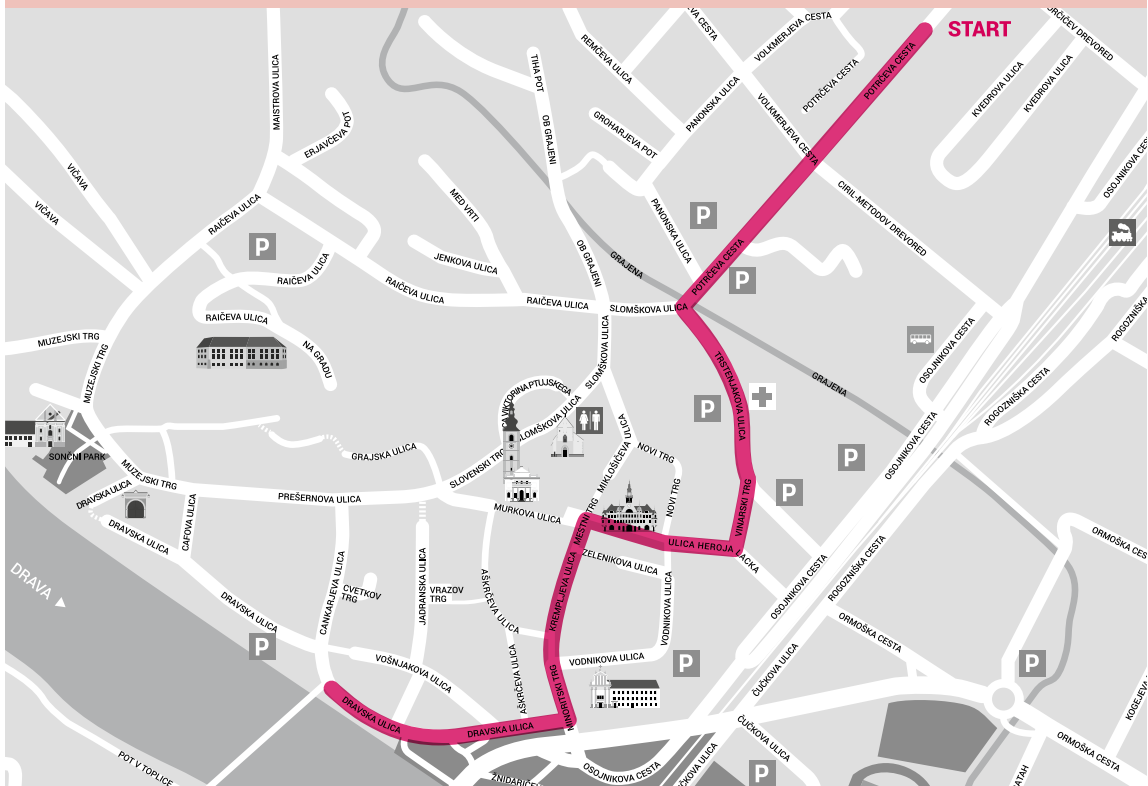 START
POTRČEVA CESTA
POTRČEVA CESTA
POTRČEVA CESTA
VOLKMERJEVA CESTA
VOLKMERJEVA CESTA
REMČEVA ULICA
PANONSKA ULICA
PANONSKA ULICA
GROHARJEVA POT
TIHA POT
OB GRAJENI
OB GRAJENI
KVEDROVA ULICA
KVEDROVA ULICA
OSOJNIKOVA CESTA
CIRIL-METODOV DREVORED
MAISTROVA ULICA
ERJAVČEVA POT
VIČAVA
VIČAVA
RAIČEVA ULICA
P
RAIČEVA ULICA
RAIČEVA ULICA
RAIČEVA ULICA
RAIČEVA ULICA
MED VRTI
JENKOVA ULICA
NA GRADU
P
P
GRAJENA
GRAJENA
SLOMŠKOVA ULICA
SLOMŠKOVA ULICA
SLOMŠKOVA ULICA
MUZEJSKI TRG
MUZEJSKI TRG
MUZEJSKI TRG
SONČNI PARK
TRSTENJAKOVA ULICA
P
P
P
VINARSKI TRG
OSOJNIKOVA CESTA
OSOJNIKOVA CESTA
OSOJNIKOVA CESTA
OSOJNIKOVA CESTA
ROGOZNIŠKA CESTA
ROGOZNIŠKA CESTA
VIKTORINA PTUJSKEGA
SLOVENSKI TRG
GRAJSKA ULICA
PREŠERNOVA ULICA
MURKOVA ULICA
MIKLOŠIČEVA ULICA
NOVI TRG
NOVI TRG
MESTNI TRG
ULICA HEROJA
LACKA
ZELENIKOVA ULICA
KREMPLJEVA ULICA
MINORITSKI TRG
VODNIKOVA ULICA
VODNIKOVA ULICA
P
DRAVSKA ULICA
DRAVSKA ULICA
DRAVSKA ULICA
DRAVSKA ULICA
DRAVSKA ULICA
CAFOVA ULICA
CANKARJEVA ULICA
CVETKOV
TRG
JADRANSKA ULICA
VRAZOV
TRG
AŠKRČEVA ULICA
AŠKRČEVA ULICA
VOŠNJAKOVA ULICA
P
DRAVA
POT V TOPLICE
OSOJNIKOVA CESTA
ČUČKOVA ULICA
ČUČKOVA ULICA
P
P
ORMOŠKA CESTA
ORMOŠKA CESTA
ORMOŠKA